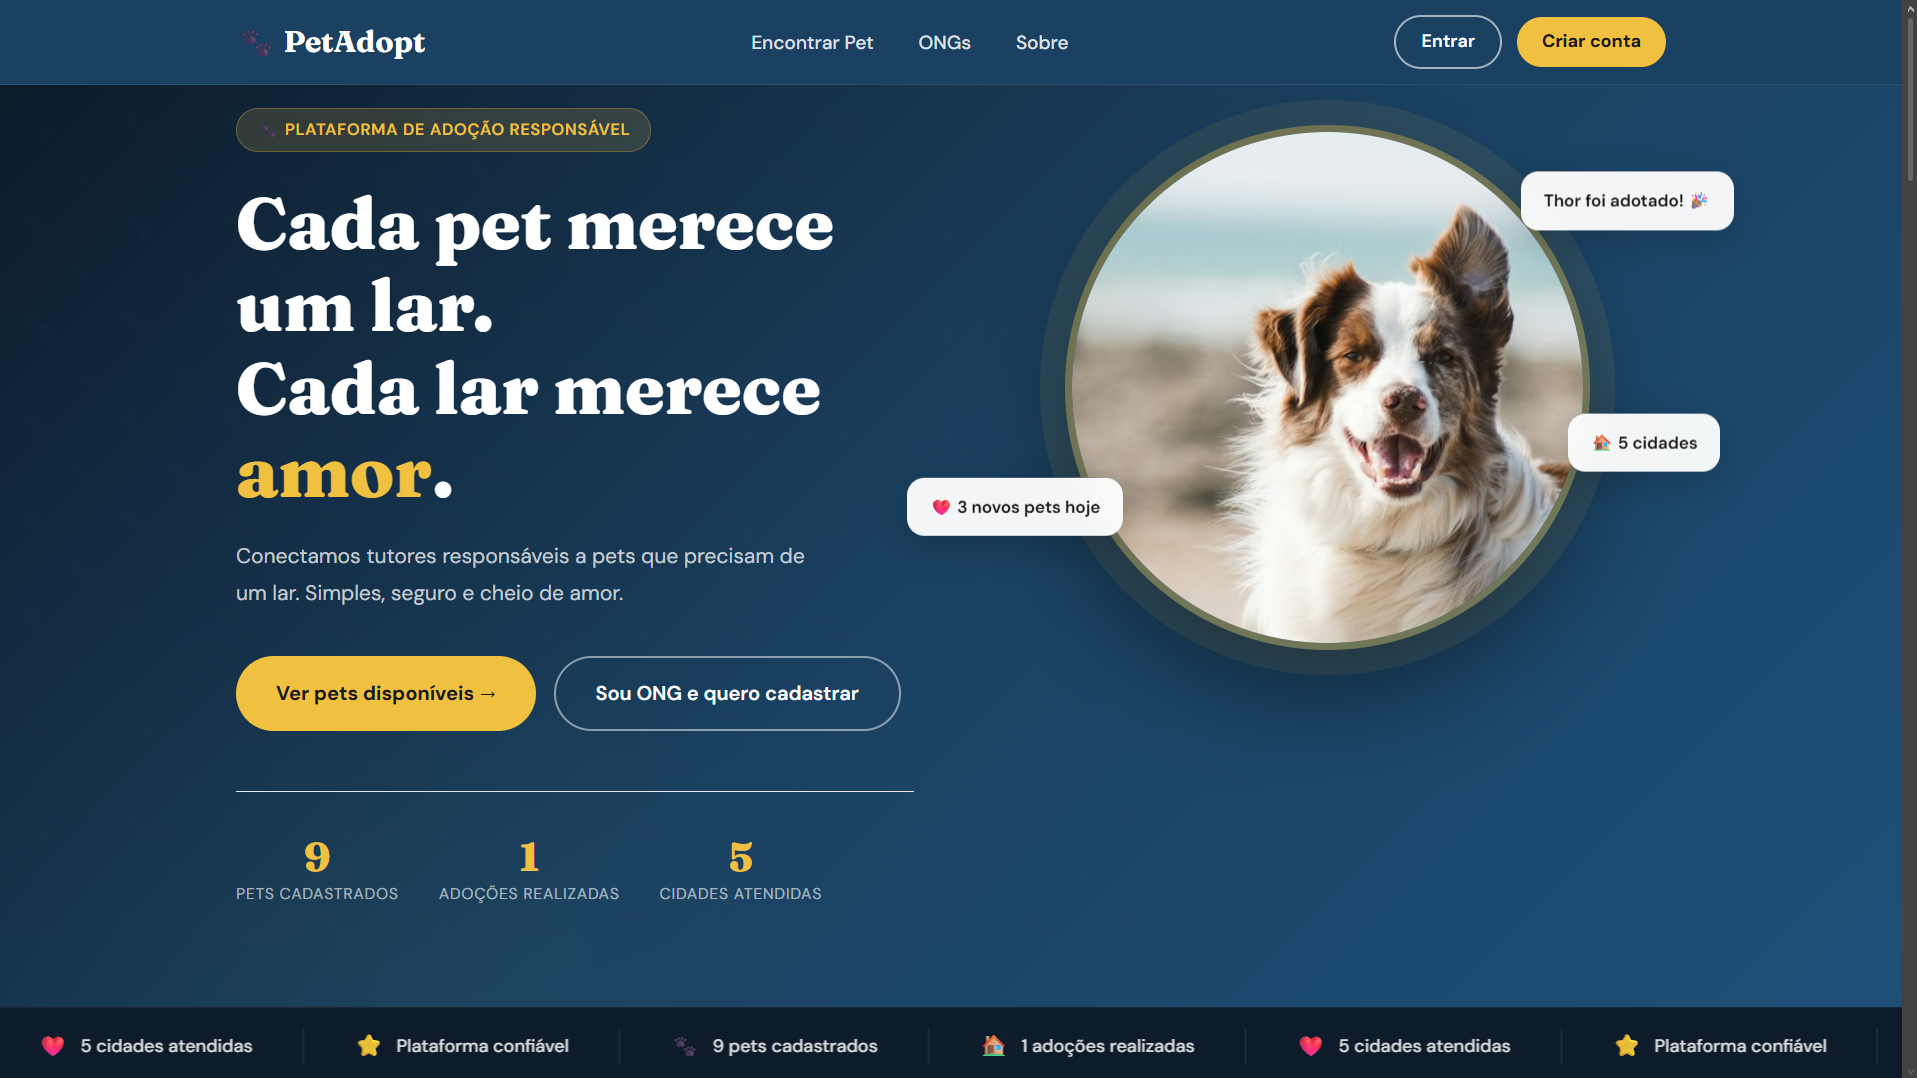 PetAdopt
Encontrar Pet
ONGs
Sobre
Entrar
Criar conta
PLATAFORMA DE ADOÇÃO RESPONSÁVEL
Cada pet merece
um lar.
Cada lar merece
amor.
Conectamos tutores responsáveis a pets que precisam de
um lar. Simples, seguro e cheio de amor.
Ver pets disponíveis →
Sou ONG e quero cadastrar
9
PETS CADASTRADOS
1
ADOÇÕES REALIZADAS
5
CIDADES ATENDIDAS
Thor foi adotado! 🎉
🏠 5 cidades
❤️ 3 novos pets hoje
❤️ 5 cidades atendidas
⭐ Plataforma confiável
🐾 9 pets cadastrados
🏠 1 adoções realizadas
❤️ 5 cidades atendidas
⭐ Plataforma confiável